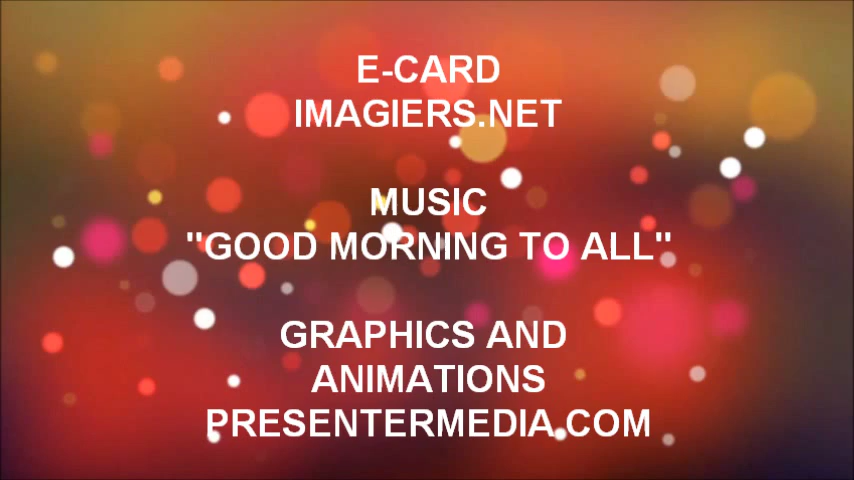 E-CARD
IMAGIERS.NET
MUSIC
"GOOD MORNING TO ALL"
GRAPHICS AND
ANIMATIONS
PRESENTERMEDIA.COM